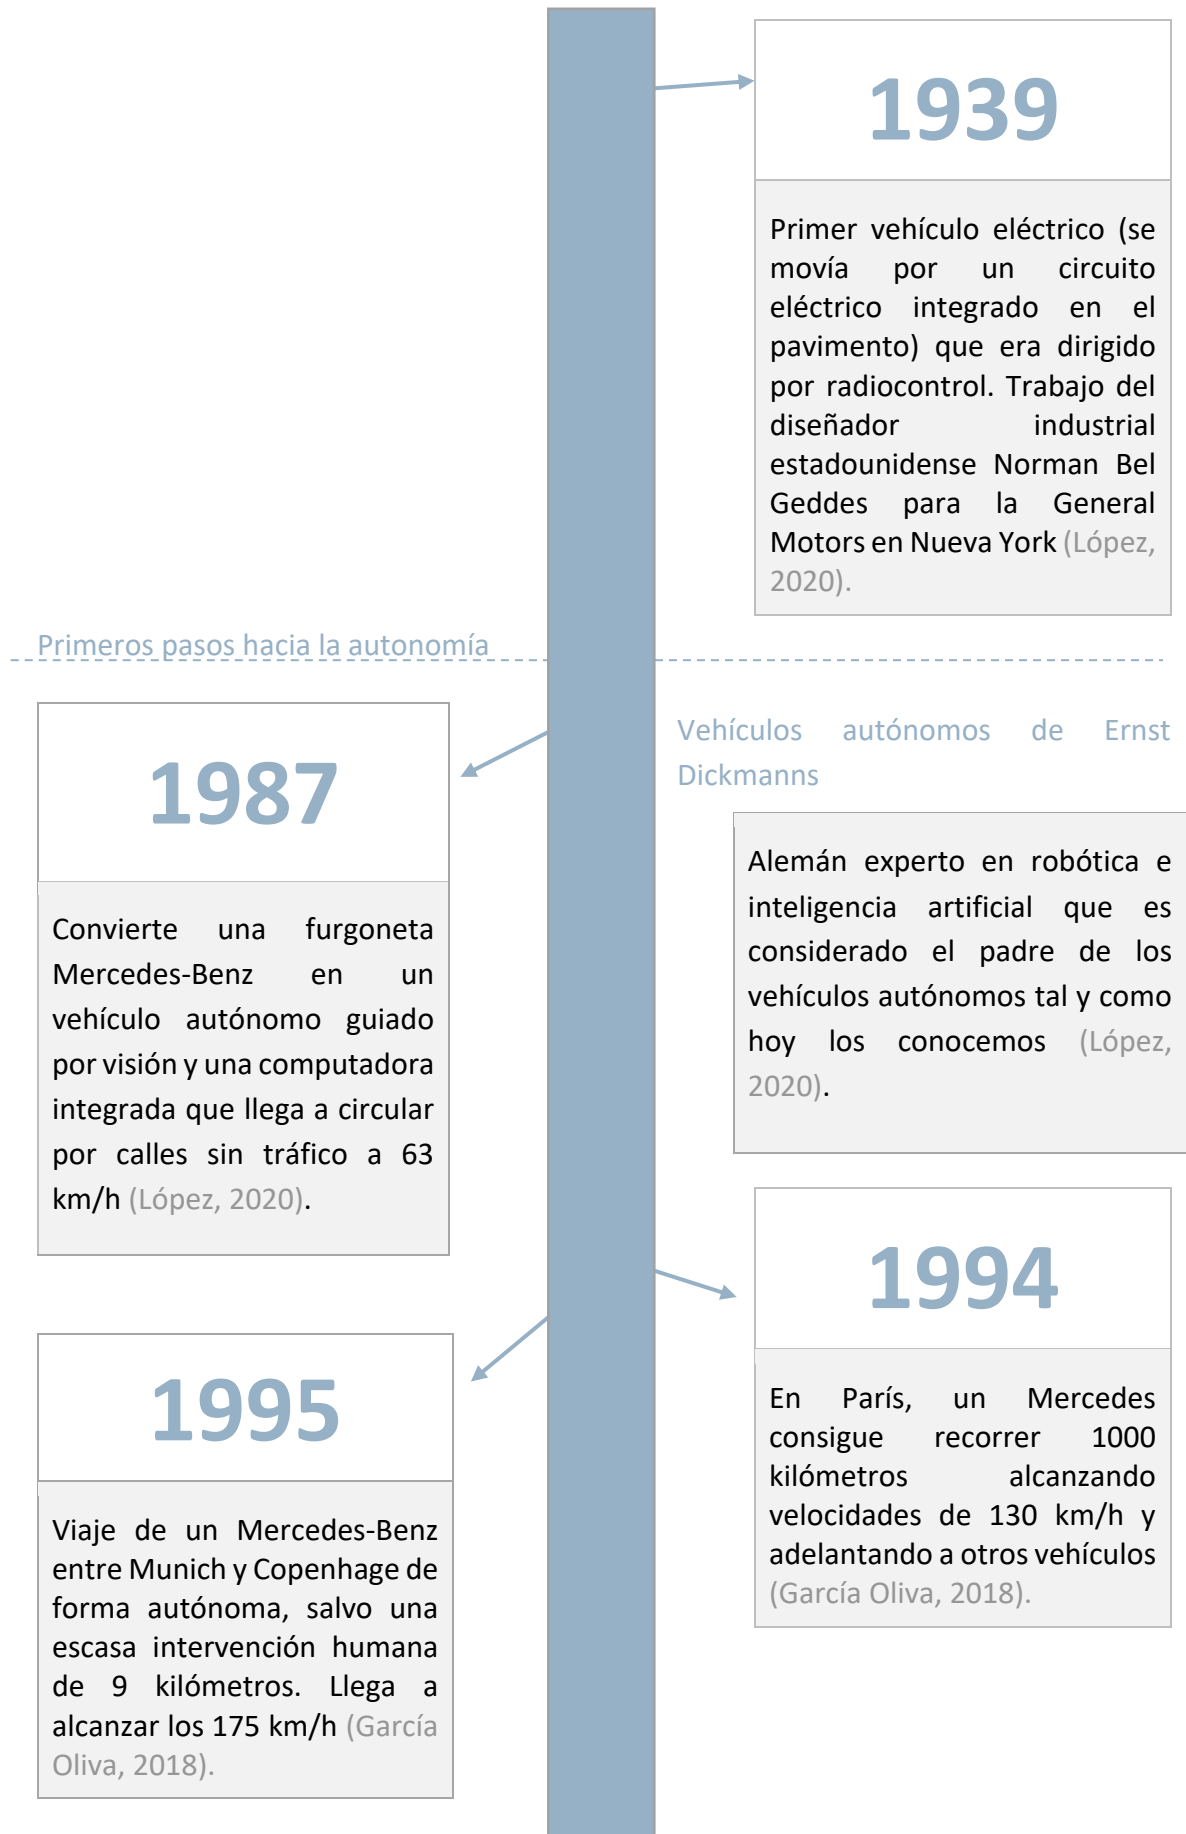 1939
Primer vehículo eléctrico (se
movía por un circuito
eléctrico integrado en el
pavimento) que era dirigido
por radiocontrol. Trabajo del
diseñador industrial
estadounidense Norman Bel
Geddes para la General
Motors en Nueva York (López,
2020).
Primeros pasos hacia la autonomía
1987
Convierte una furgoneta
Mercedes-Benz en un
vehículo autónomo guiado
por visión y una computadora
integrada que llega a circular
por calles sin tráfico a 63
km/h (López, 2020).
Vehículos autónomos de Ernst
Dickmanns
Alemán experto en robótica e
inteligencia artificial que es
considerado el padre de los
vehículos autónomos tal y como
hoy los conocemos (López,
2020).
1994
En París, un Mercedes
consigue recorrer 1000
kilómetros alcanzando
velocidades de 130 km/h y
adelantando a otros vehículos
(García Oliva, 2018).
1995
Viaje de un Mercedes-Benz
entre Munich y Copenhage de
forma autónoma, salvo una
escasa intervención humana
de 9 kilómetros. Llega a
alcanzar los 175 km/h (García
Oliva, 2018).